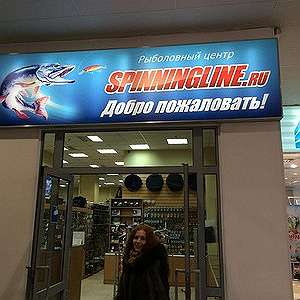 Рыболовный центр
SPINNINGLINE.RU
Добро пожаловать!